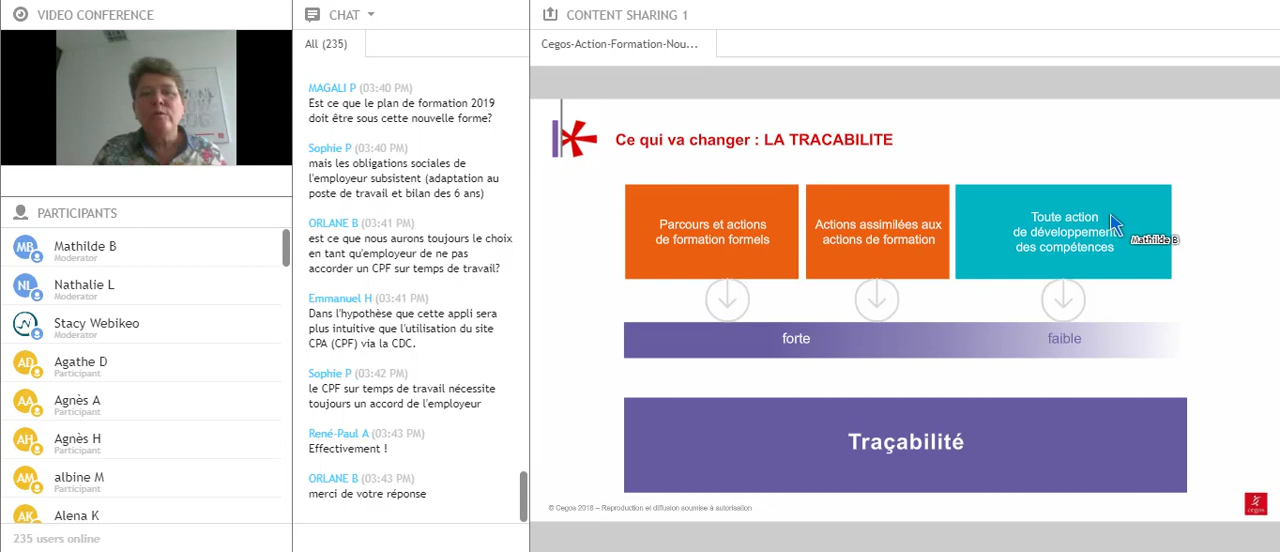 VIDEO CONFERENCE
PARTICIPANTS
MB
Mathilde B
Moderator
NL
Nathalie L
Moderator
Stacy Webikeo
Moderator
AD
Agathe D
Participant
AA
Agnès A
Participant
AH
Agnès H
Participant
AM
albine M
Participant
AK
Alena K
235 users online
CHAT
All (235)
MAGALI P (03:40 PM)
Est ce que le plan de formation 2019
doit être sous cette nouvelle forme?
Sophie P (03:40 PM)
mais les obligations sociales de
l'employeur subsistent (adaptation au
poste de travail et bilan des 6 ans)
ORLANE B (03:41 PM)
est ce que nous aurons toujours le choix
en tant qu'employeur de ne pas
accorder un CPF sur temps de travail?
Emmanuel H (03:41 PM)
Dans l'hypothèse que cette appli sera
plus intuitive que l'utilisation du site
CPA (CPF) via la CDC.
Sophie P (03:42 PM)
le CPF sur temps de travail nécessite
toujours un accord de l'employeur
René-Paul A (03:43 PM)
Effectivement !
ORLANE B (03:43 PM)
merci de votre réponse
CONTENT SHARING 1
Cegos-Action-Formation-Nou...
Ce qui va changer : LA TRACABILITE
Parcours et actions
de formation formels
Actions assimilées aux
actions de formation
Toute action
de développement
des compétences
Mathilde B
forte
faible
Traçabilité
© Cegos 2018 – Reproduction et diffusion soumise à autorisation
cegos